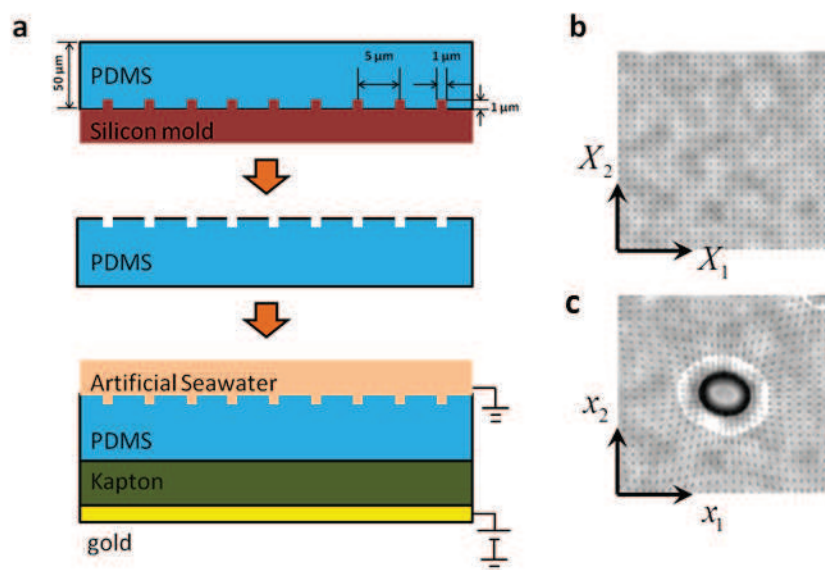 a
PDMS
50 μm
5 μm
1 μm
1 μm
Silicon mold
PDMS
Artificial Seawater
PDMS
Kapton
gold
b
X₂
X₁
c
x₂
x₁